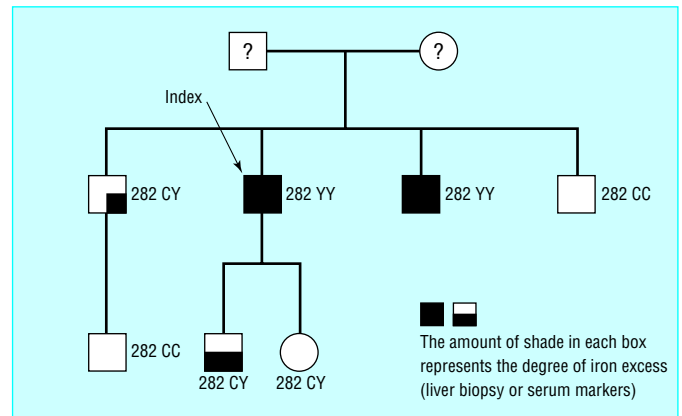 ? ?
Index
282 CY 282 YY 282 YY 282 CC
282 CC
282 CY 282 CY
The amount of shade in each box
represents the degree of iron excess
(liver biopsy or serum markers)